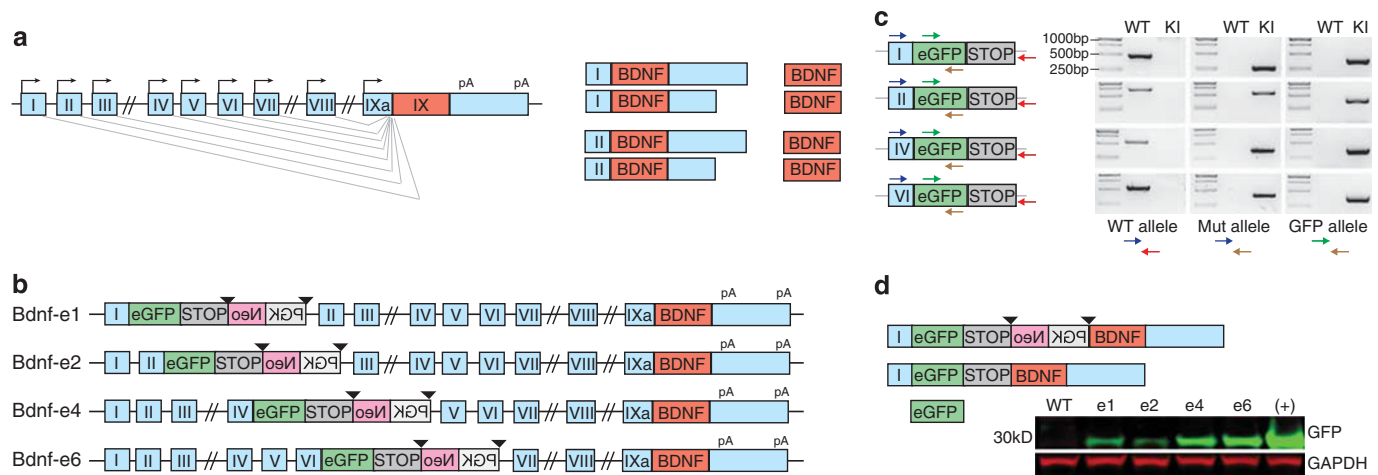 a
pA pA
I II III // IV V VI VII // VIII IXa IX
I BDNF
I BDNF
II BDNF
II BDNF
BDNF
BDNF
BDNF
BDNF
b
pA pA
Bdnf-e1 I eGFP STOP Neo PGK II III // IV V VI VII // VIII // IXa BDNF
pA pA
Bdnf-e2 I II eGFP STOP Neo PGK III // IV V VI VII // VIII // IXa BDNF
pA pA
Bdnf-e4 I II III // IV eGFP STOP Neo PGK V VI VII // VIII // IXa BDNF
pA pA
Bdnf-e6 I II III // IV V VI eGFP STOP Neo PGK VII // VIII // IXa BDNF
c
WT KI WT KI WT KI
1000bp
500bp
250bp
I eGFP STOP
II eGFP STOP
IV eGFP STOP
VI eGFP STOP
WT allele Mut allele GFP allele
d
I eGFP STOP Neo PGK BDNF
I eGFP STOP BDNF
eGFP
WT e1 e2 e4 e6 (+)
30kD
GFP
GAPDH